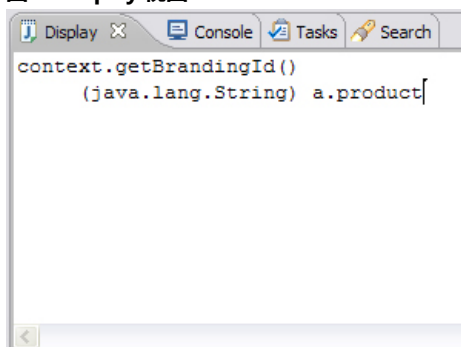 Display Console Tasks Search
context.getBrandingId()
(java.lang.String) a.product